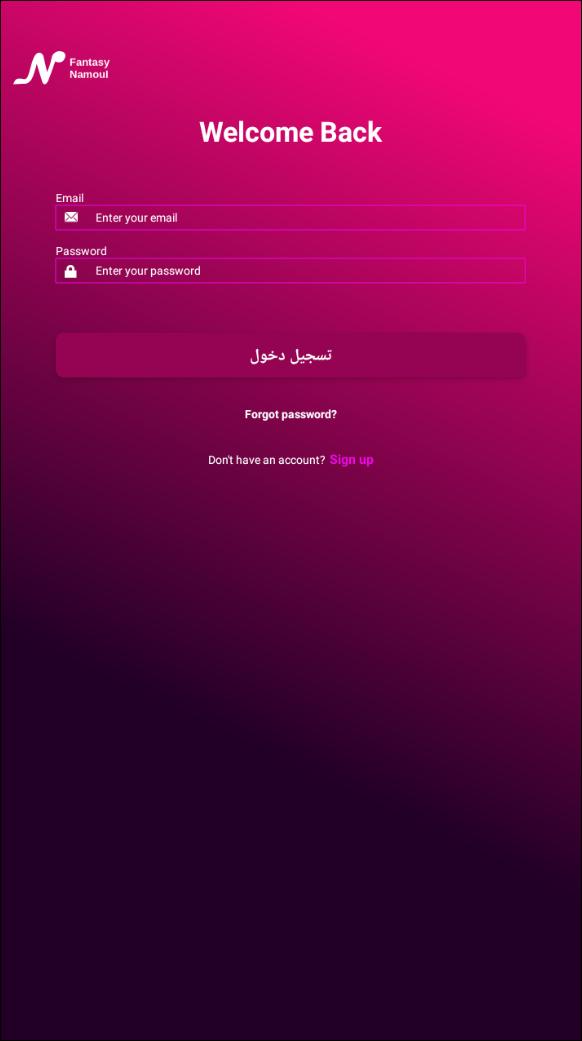 Fantasy
Namoul
Welcome Back
Email
Enter your email
Password
Enter your password
تسجيل دخول
Forgot password?
Don't have an account? Sign up